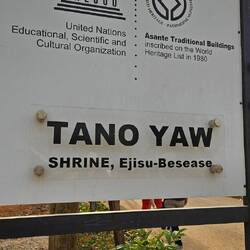 United Nations
Educational, Scientific and
Cultural Organization
Asante Traditional Buildings
inscribed on the World
Heritage List in 1980
TANO YAW
SHRINE, Ejisu-Besease